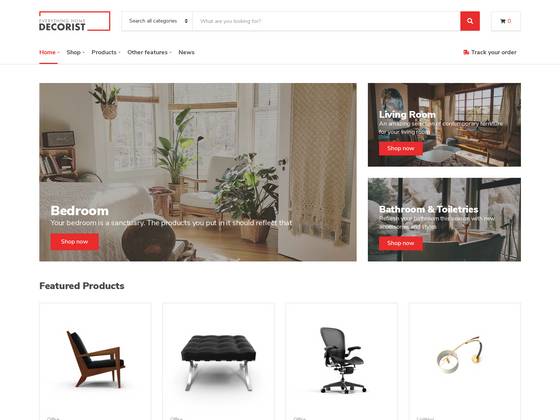 EVERYTHING HOME
DECORIST
Search all categories
What are you looking for?
0
Home
Shop
Products
Other features
News
Track your order
Bedroom
Your bedroom is a sanctuary. The products you put in it should reflect that
Shop now
Living Room
An amazing selection of contemporary furniture
for your living room
Shop now
Bathroom & Toiletries
Refresh your bathroom this season with new
accessories and styles
Shop now
Featured Products
Office
Office
Office